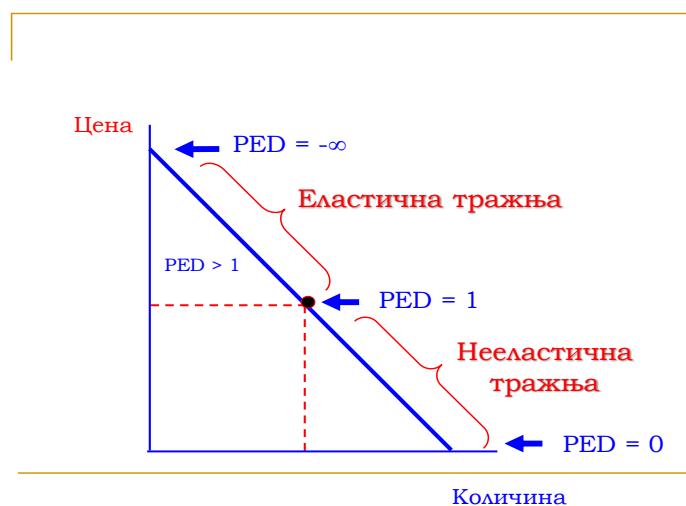 Цена
PED = -∞
Еластична тражња
PED > 1
PED = 1
Нееластична
тражња
PED = 0
Количина